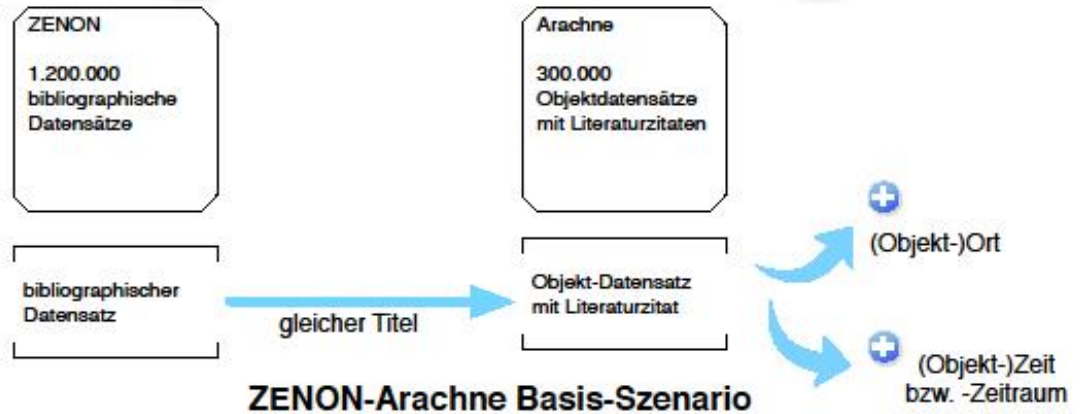 ZENON
1.200.000
bibliographische
Datensätze
Arachne
300.000
Objektdatensätze
mit Literaturzitaten
bibliographischer
Datensatz
gleicher Titel
Objekt-Datensatz
mit Literaturzitat
(Objekt-)Ort
(Objekt-)Zeit
bzw. -Zeitraum
ZENON-Arachne Basis-Szenario